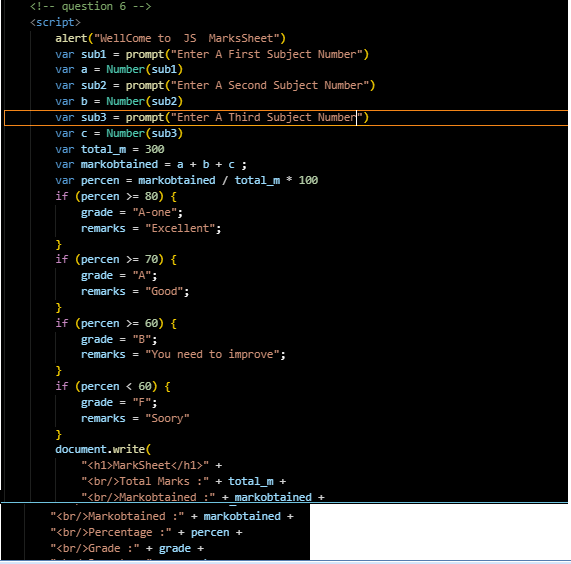 <!-- question 6 -->
<script>
alert("WellCome to  JS  MarksSheet")
var sub1 = prompt("Enter A First Subject Number")
var a = Number(sub1)
var sub2 = prompt("Enter A Second Subject Number")
var b = Number(sub2)
var sub3 = prompt("Enter A Third Subject Number")
var c = Number(sub3)
var total_m = 300
var markobtained = a + b + c ;
var percen = markobtained / total_m * 100
if (percen >= 80) {
grade = "A-one";
remarks = "Excellent";
}
if (percen >= 70) {
grade = "A";
remarks = "Good";
}
if (percen >= 60) {
grade = "B";
remarks = "You need to improve";
}
if (percen < 60) {
grade = "F";
remarks = "Soory"
}
document.write(
"<h1>MarkSheet</h1>" +
"<br/>Total Marks :" + total_m +
"<br/>Markobtained :" + markobtained +
"<br/>Markobtained :" + markobtained +
"<br/>Percentage :" + percen +
"<br/>Grade :" + grade +